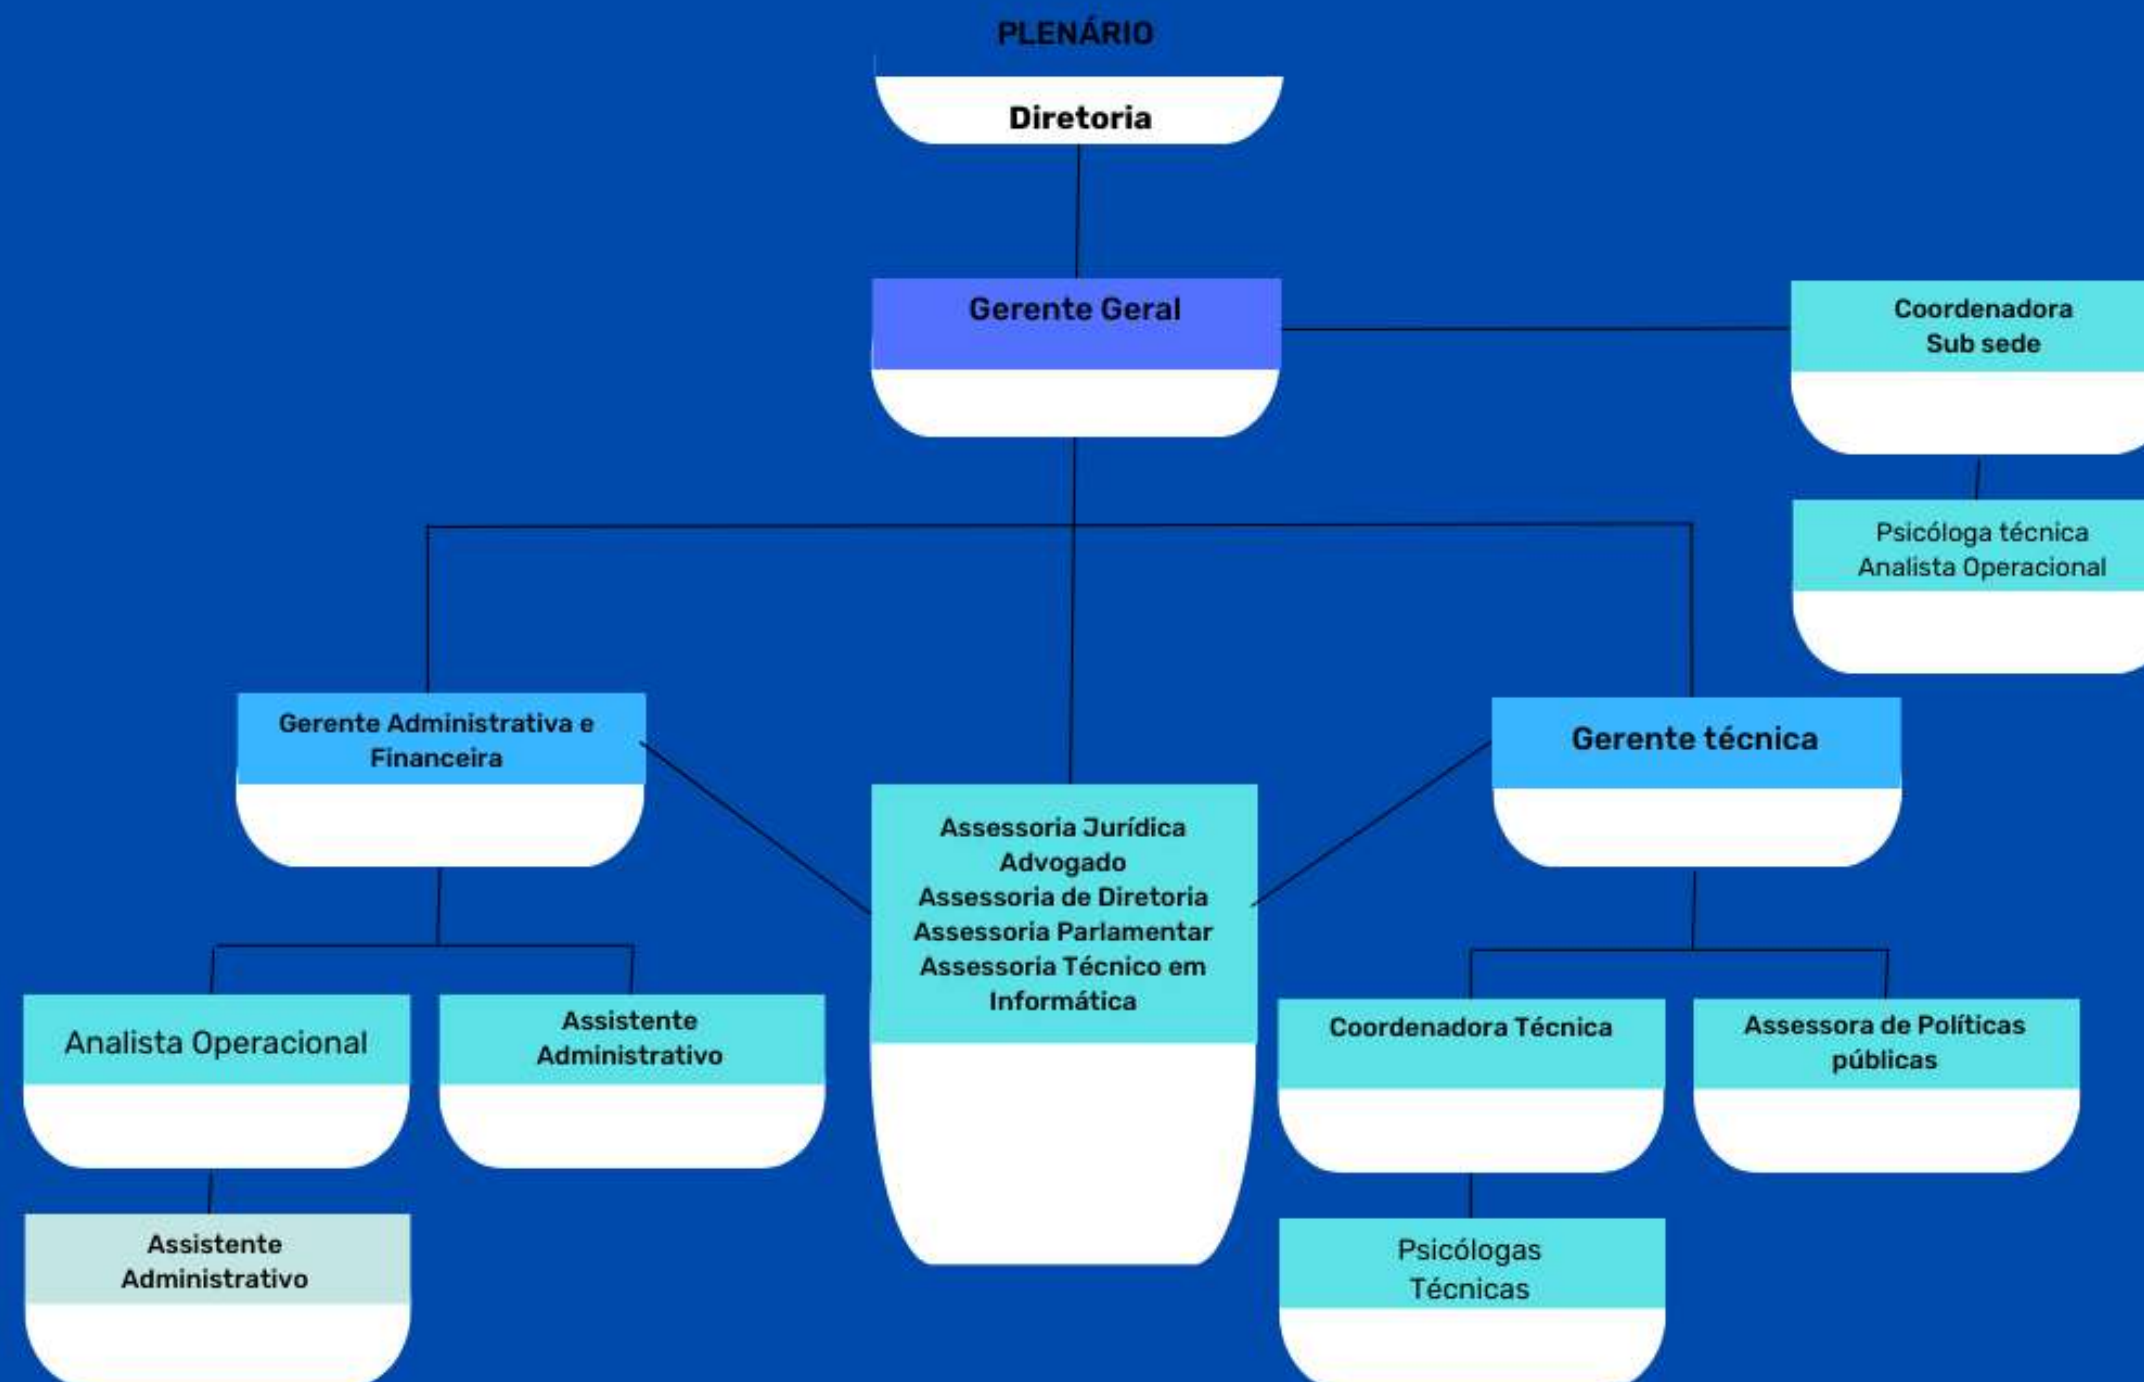 PLENÁRIO
Diretoria
Gerente Geral
Coordenadora
Sub sede
Psicóloga técnica
Analista Operacional
Gerente Administrativa e
Financeira
Gerente técnica
Assessoria Jurídica
Advogado
Assessoria de Diretoria
Assessoria Parlamentar
Assessoria Técnico em
Informática
Analista Operacional
Assistente
Administrativo
Coordenadora Técnica
Assessora de Políticas
públicas
Assistente
Administrativo
Psicólogas
Técnicas